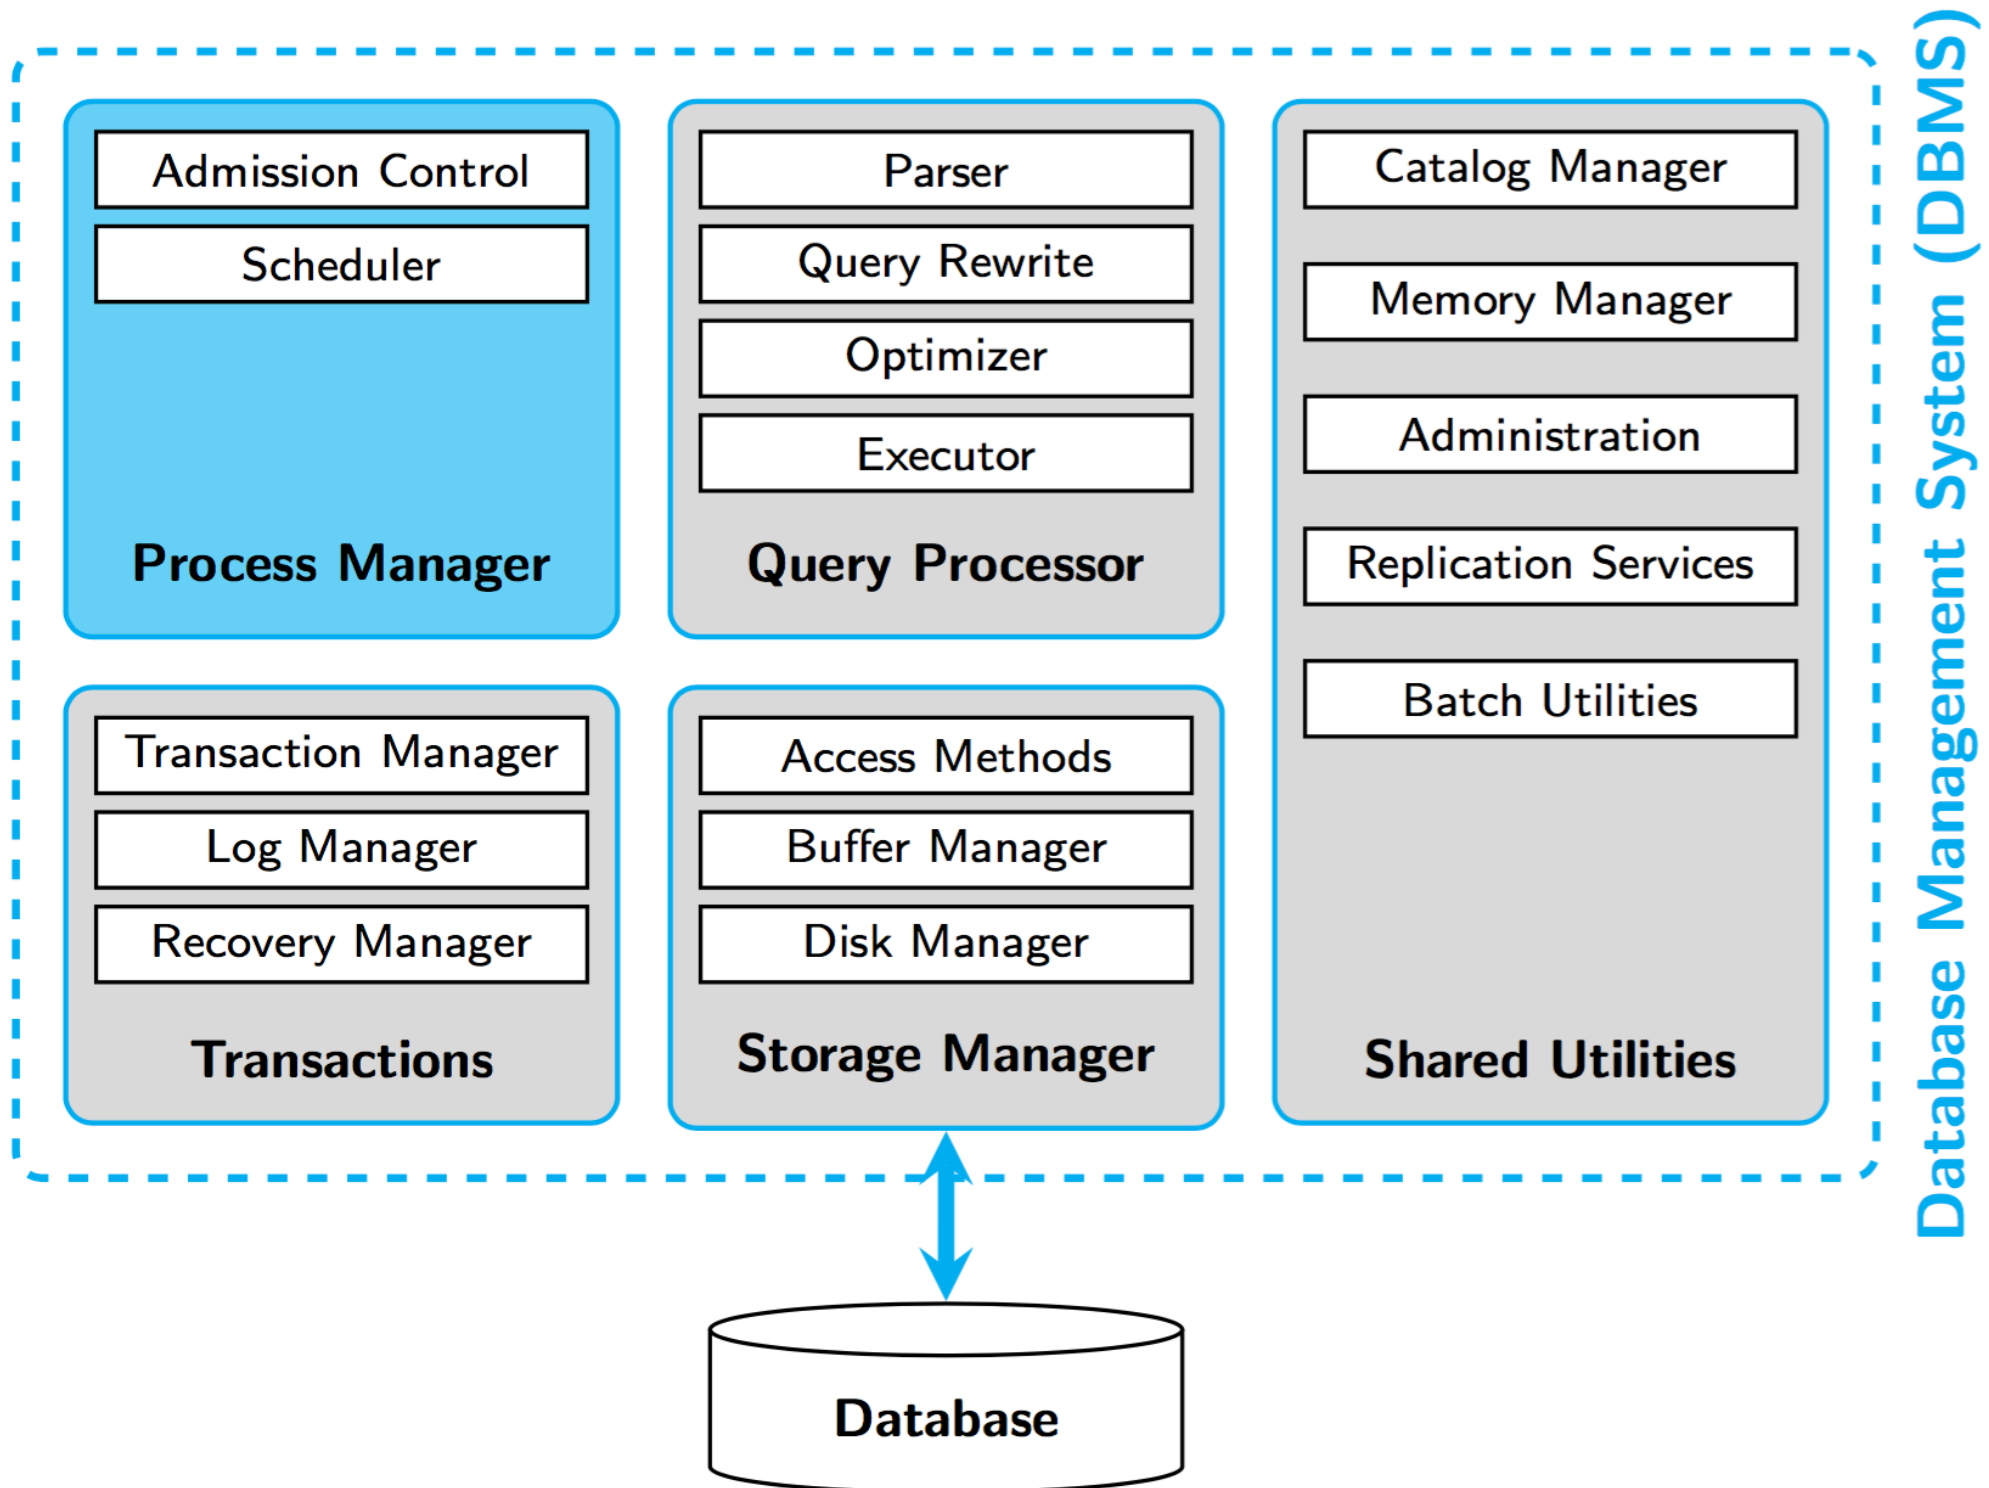 Admission Control
Scheduler
Process Manager
Parser
Query Rewrite
Optimizer
Executor
Query Processor
Catalog Manager
Memory Manager
Administration
Replication Services
Batch Utilities
Shared Utilities
Transaction Manager
Log Manager
Recovery Manager
Transactions
Access Methods
Buffer Manager
Disk Manager
Storage Manager
Database
Database Management System (DBMS)